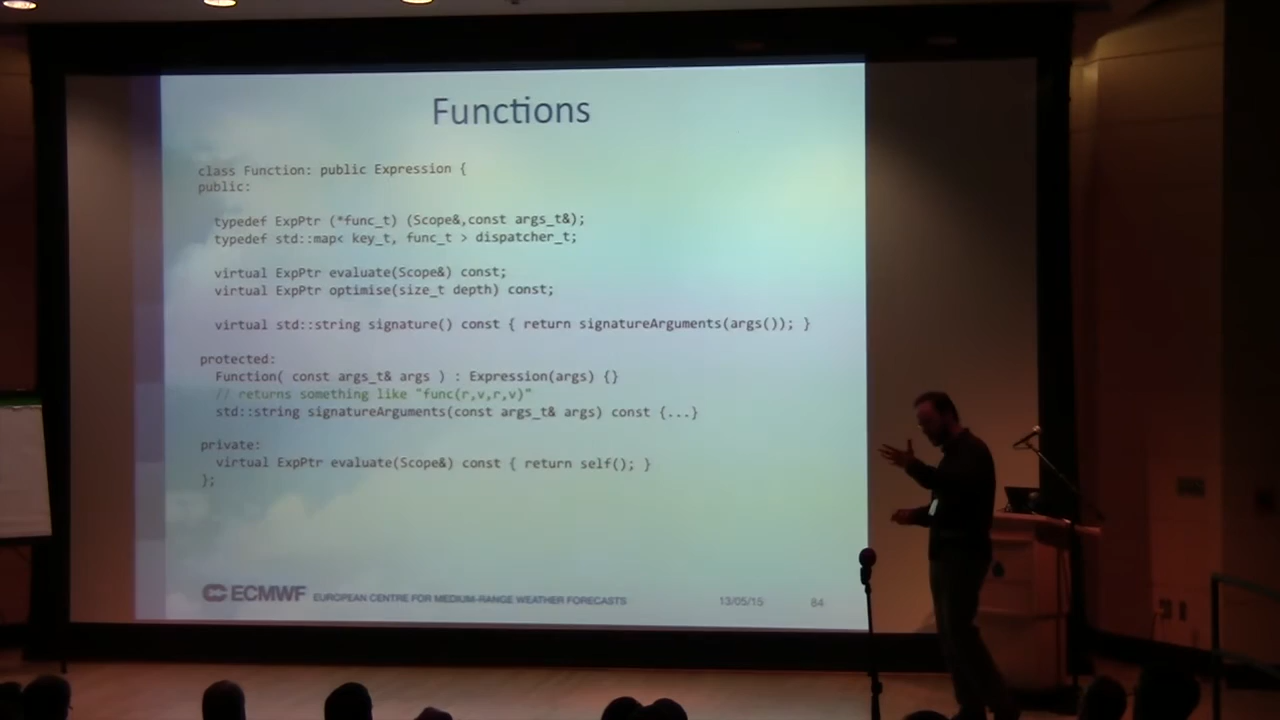 Functions
class Function: public Expression {
public:
typedef ExpPtr (*func_t) (Scope&,const args_t&);
typedef std::map< key_t, func_t > dispatcher_t;
virtual ExpPtr evaluate(Scope&) const;
virtual ExpPtr optimise(size_t depth) const;
virtual std::string signature() const { return signatureArguments(args()); }
protected:
Function( const args_t& args ) : Expression(args) {}
// returns something like "func(r,v,r,v)"
std::string signatureArguments(const args_t& args) const {...}
private:
virtual ExpPtr evaluate(Scope&) const { return self(); }
};
ECMWF EUROPEAN CENTRE FOR MEDIUM-RANGE WEATHER FORECASTS 13/05/15 84